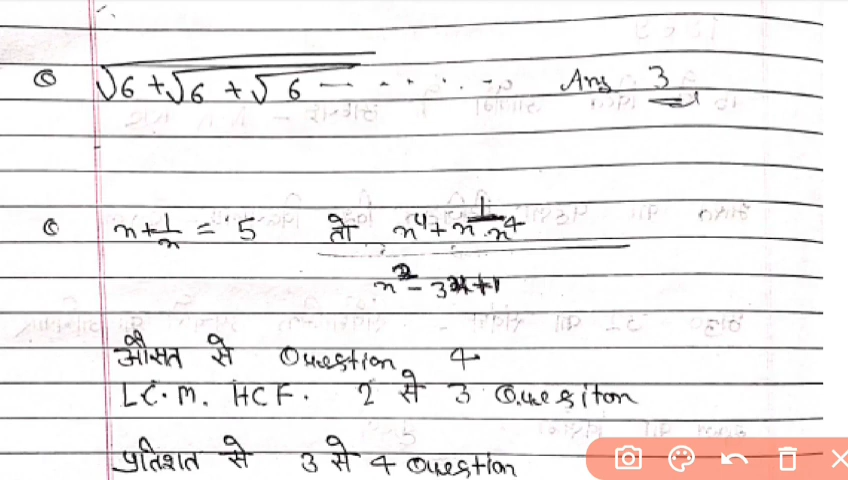 Q √6+√6+√6 - - - - - - - Ans 3
Q x+1/x = 5 तो x⁴+1/x⁴
x²-3x+1
औसत से Question 4
L.C.M. HCF. 2 से 3 Quesiton
प्रतिशत से 3 से 4 Question